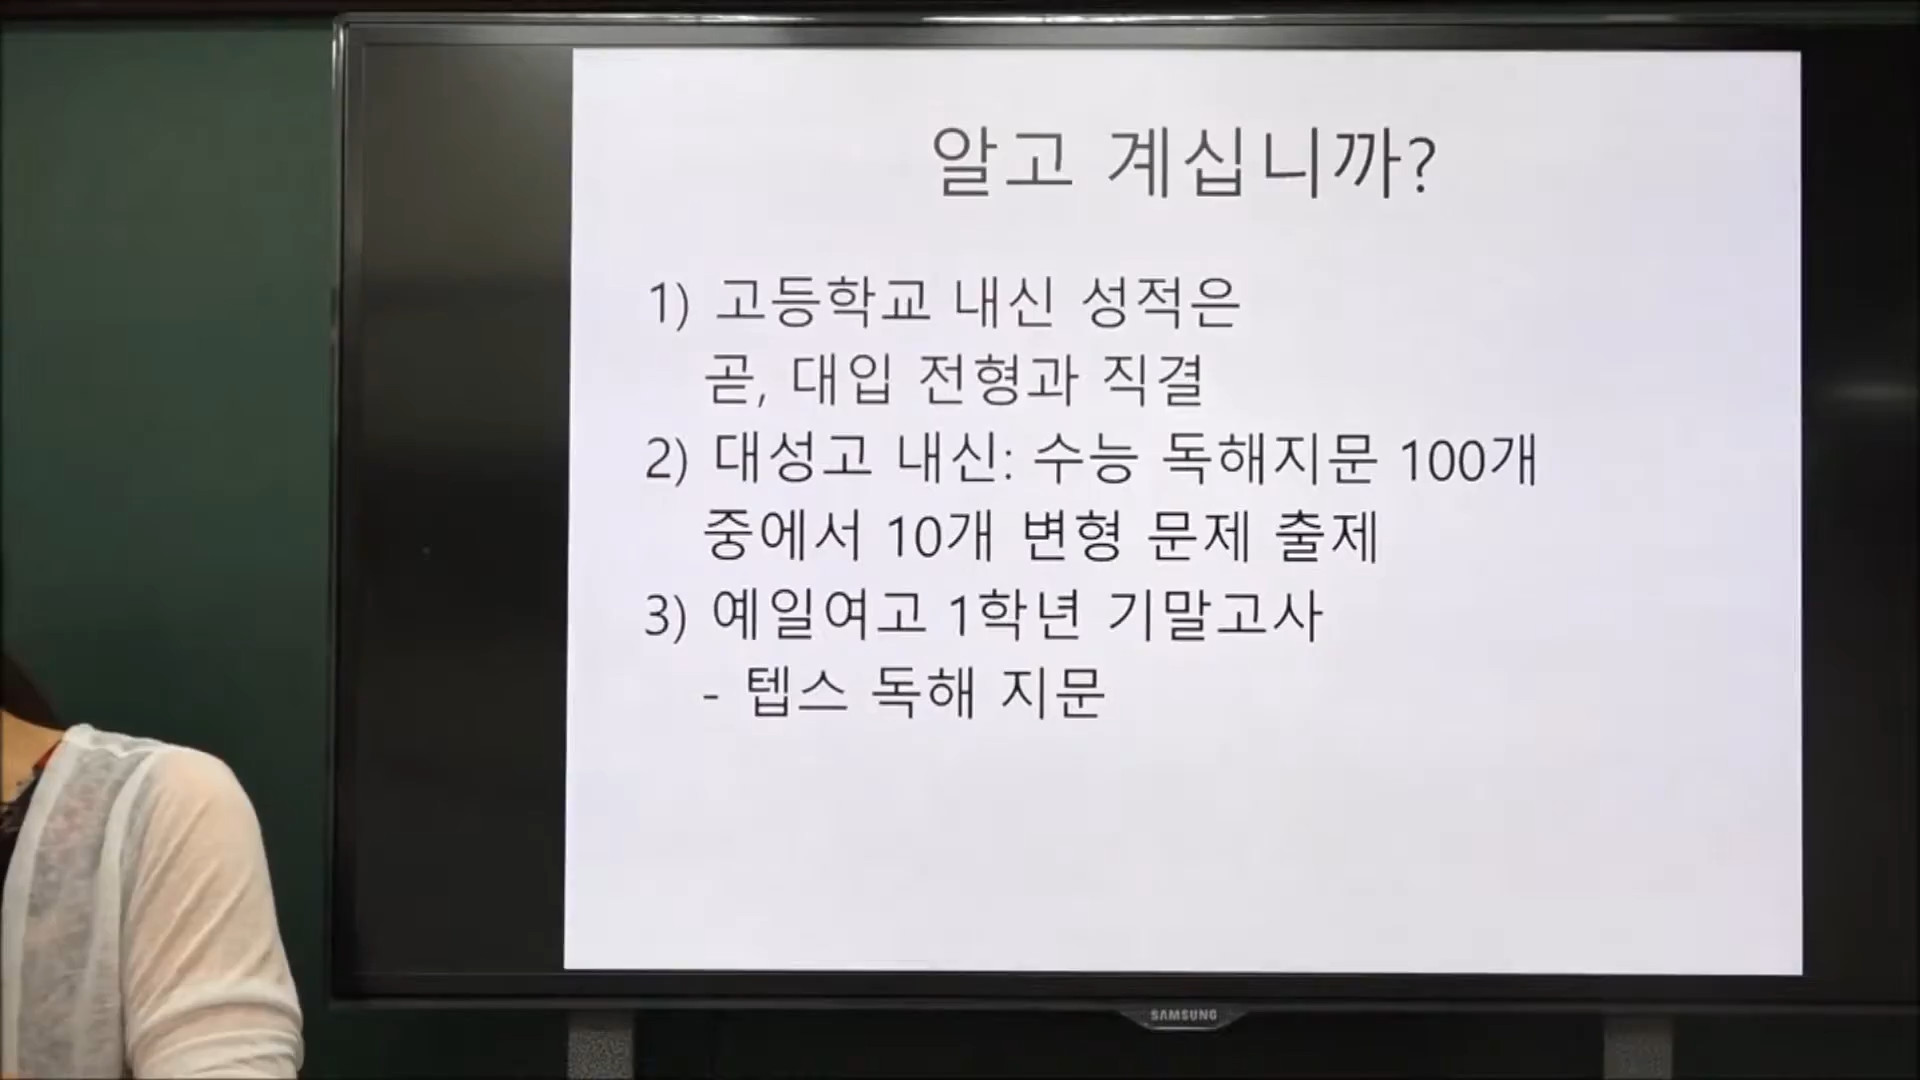 알고 계십니까?
1) 고등학교 내신 성적은
곧, 대입 전형과 직결
2) 대성고 내신: 수능 독해지문 100개
중에서 10개 변형 문제 출제
3) 예일여고 1학년 기말고사
- 텝스 독해 지문
SAMSUNG